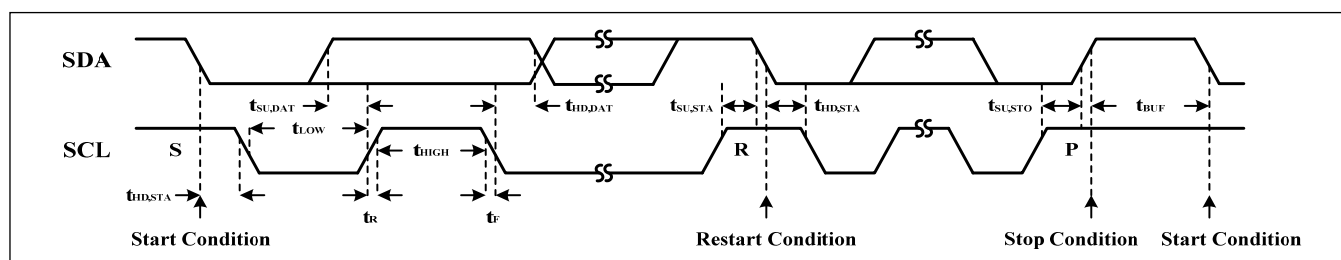 SDA
tSU,DAT
tHD,DAT
tSU,STA
tHD,STA
tSU,STO
tBUF
tLOW
SCL
S
tHIGH
R
P
tHD,STA
tR
tF
Start Condition
Restart Condition
Stop Condition
Start Condition